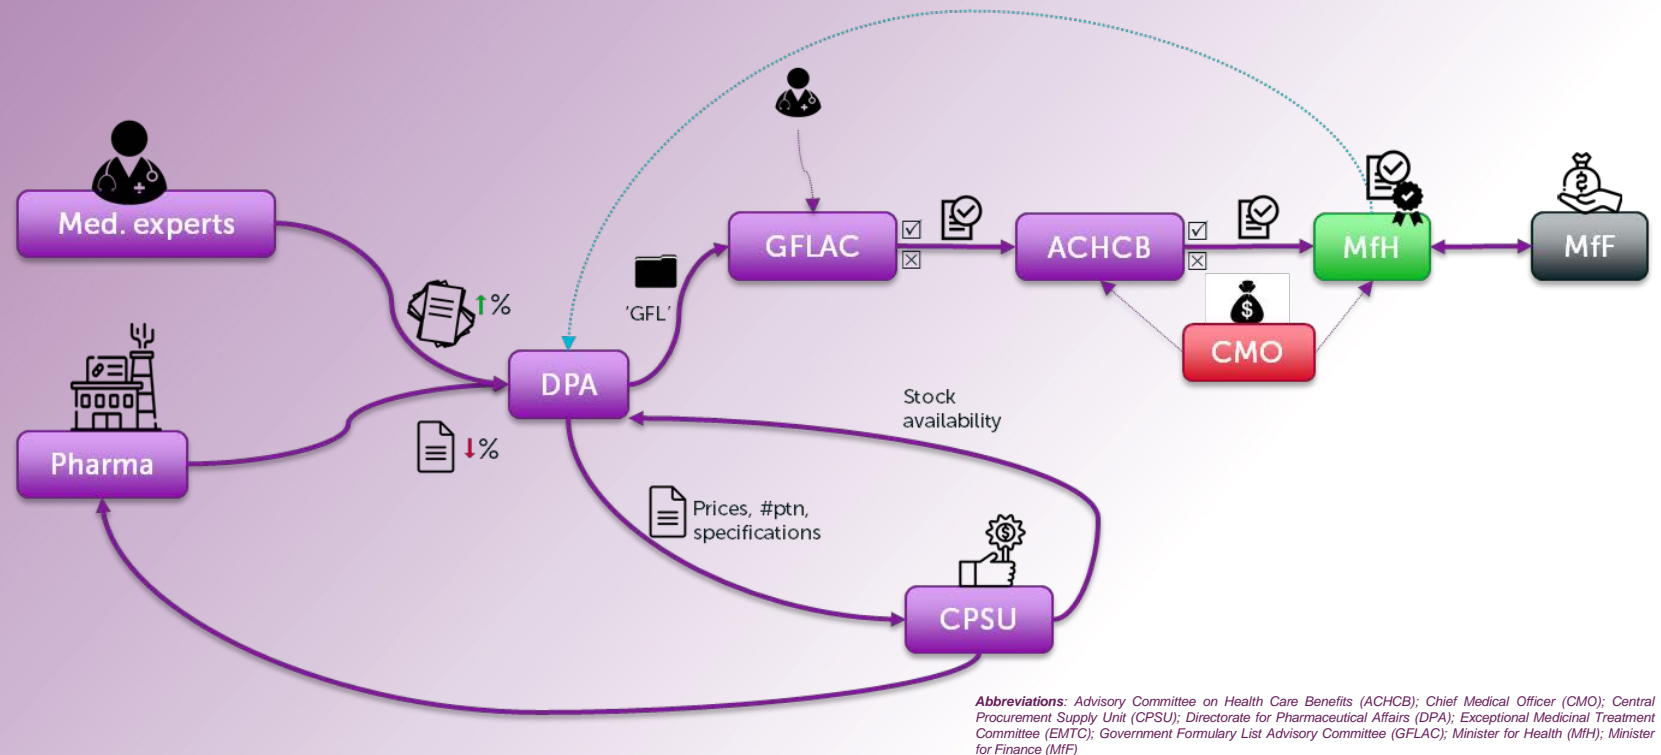 Med. experts
↑%
Pharma
↓%
DPA
'GFL'
GFLAC
☑
☒
ACHCB
☑
☒
MfH
MfF
$
CMO
Stock
availability
Prices, #ptn,
specifications
CPSU
Abbreviations: Advisory Committee on Health Care Benefits (ACHCB); Chief Medical Officer (CMO); Central
Procurement Supply Unit (CPSU); Directorate for Pharmaceutical Affairs (DPA); Exceptional Medicinal Treatment
Committee (EMTC); Government Formulary List Advisory Committee (GFLAC); Minister for Health (MfH); Minister
for Finance (MfF)